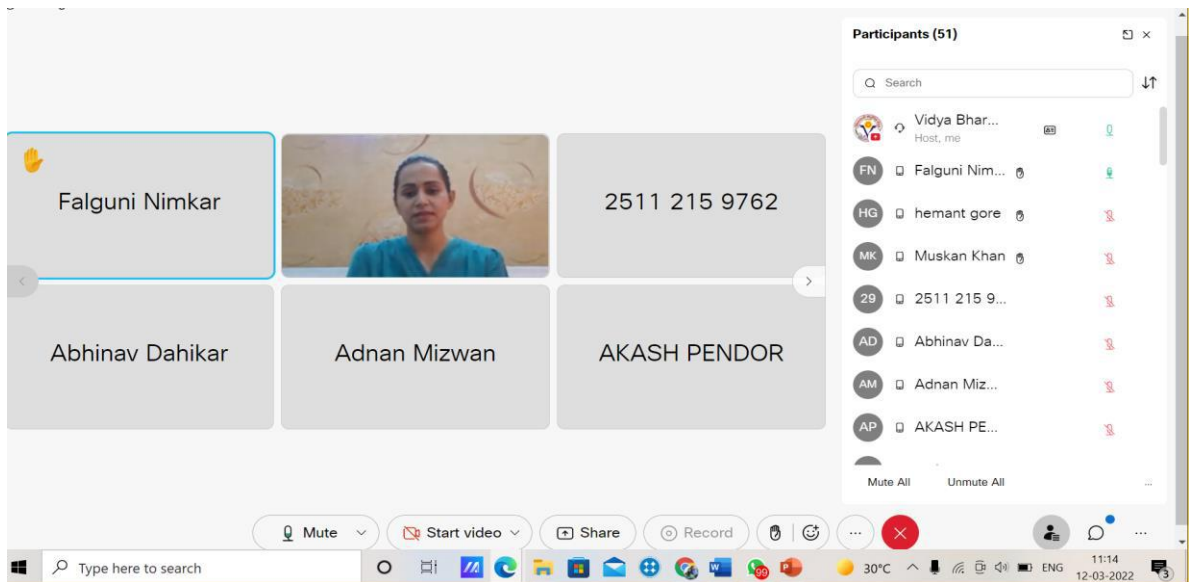 Participants (51)
Search
Vidya Bhar...
Host, me
FN Falguni Nim...
HG hemant gore
MK Muskan Khan
29 2511 215 9...
AD Abhinav Da...
AM Adnan Miz...
AP AKASH PE...
Mute All Unmute All ...
Falguni Nimkar
2511 215 9762
Abhinav Dahikar
Adnan Mizwan
AKASH PENDOR
Mute Start video Share Record
Type here to search
99
30°C ENG
11:14
12-03-2022
3